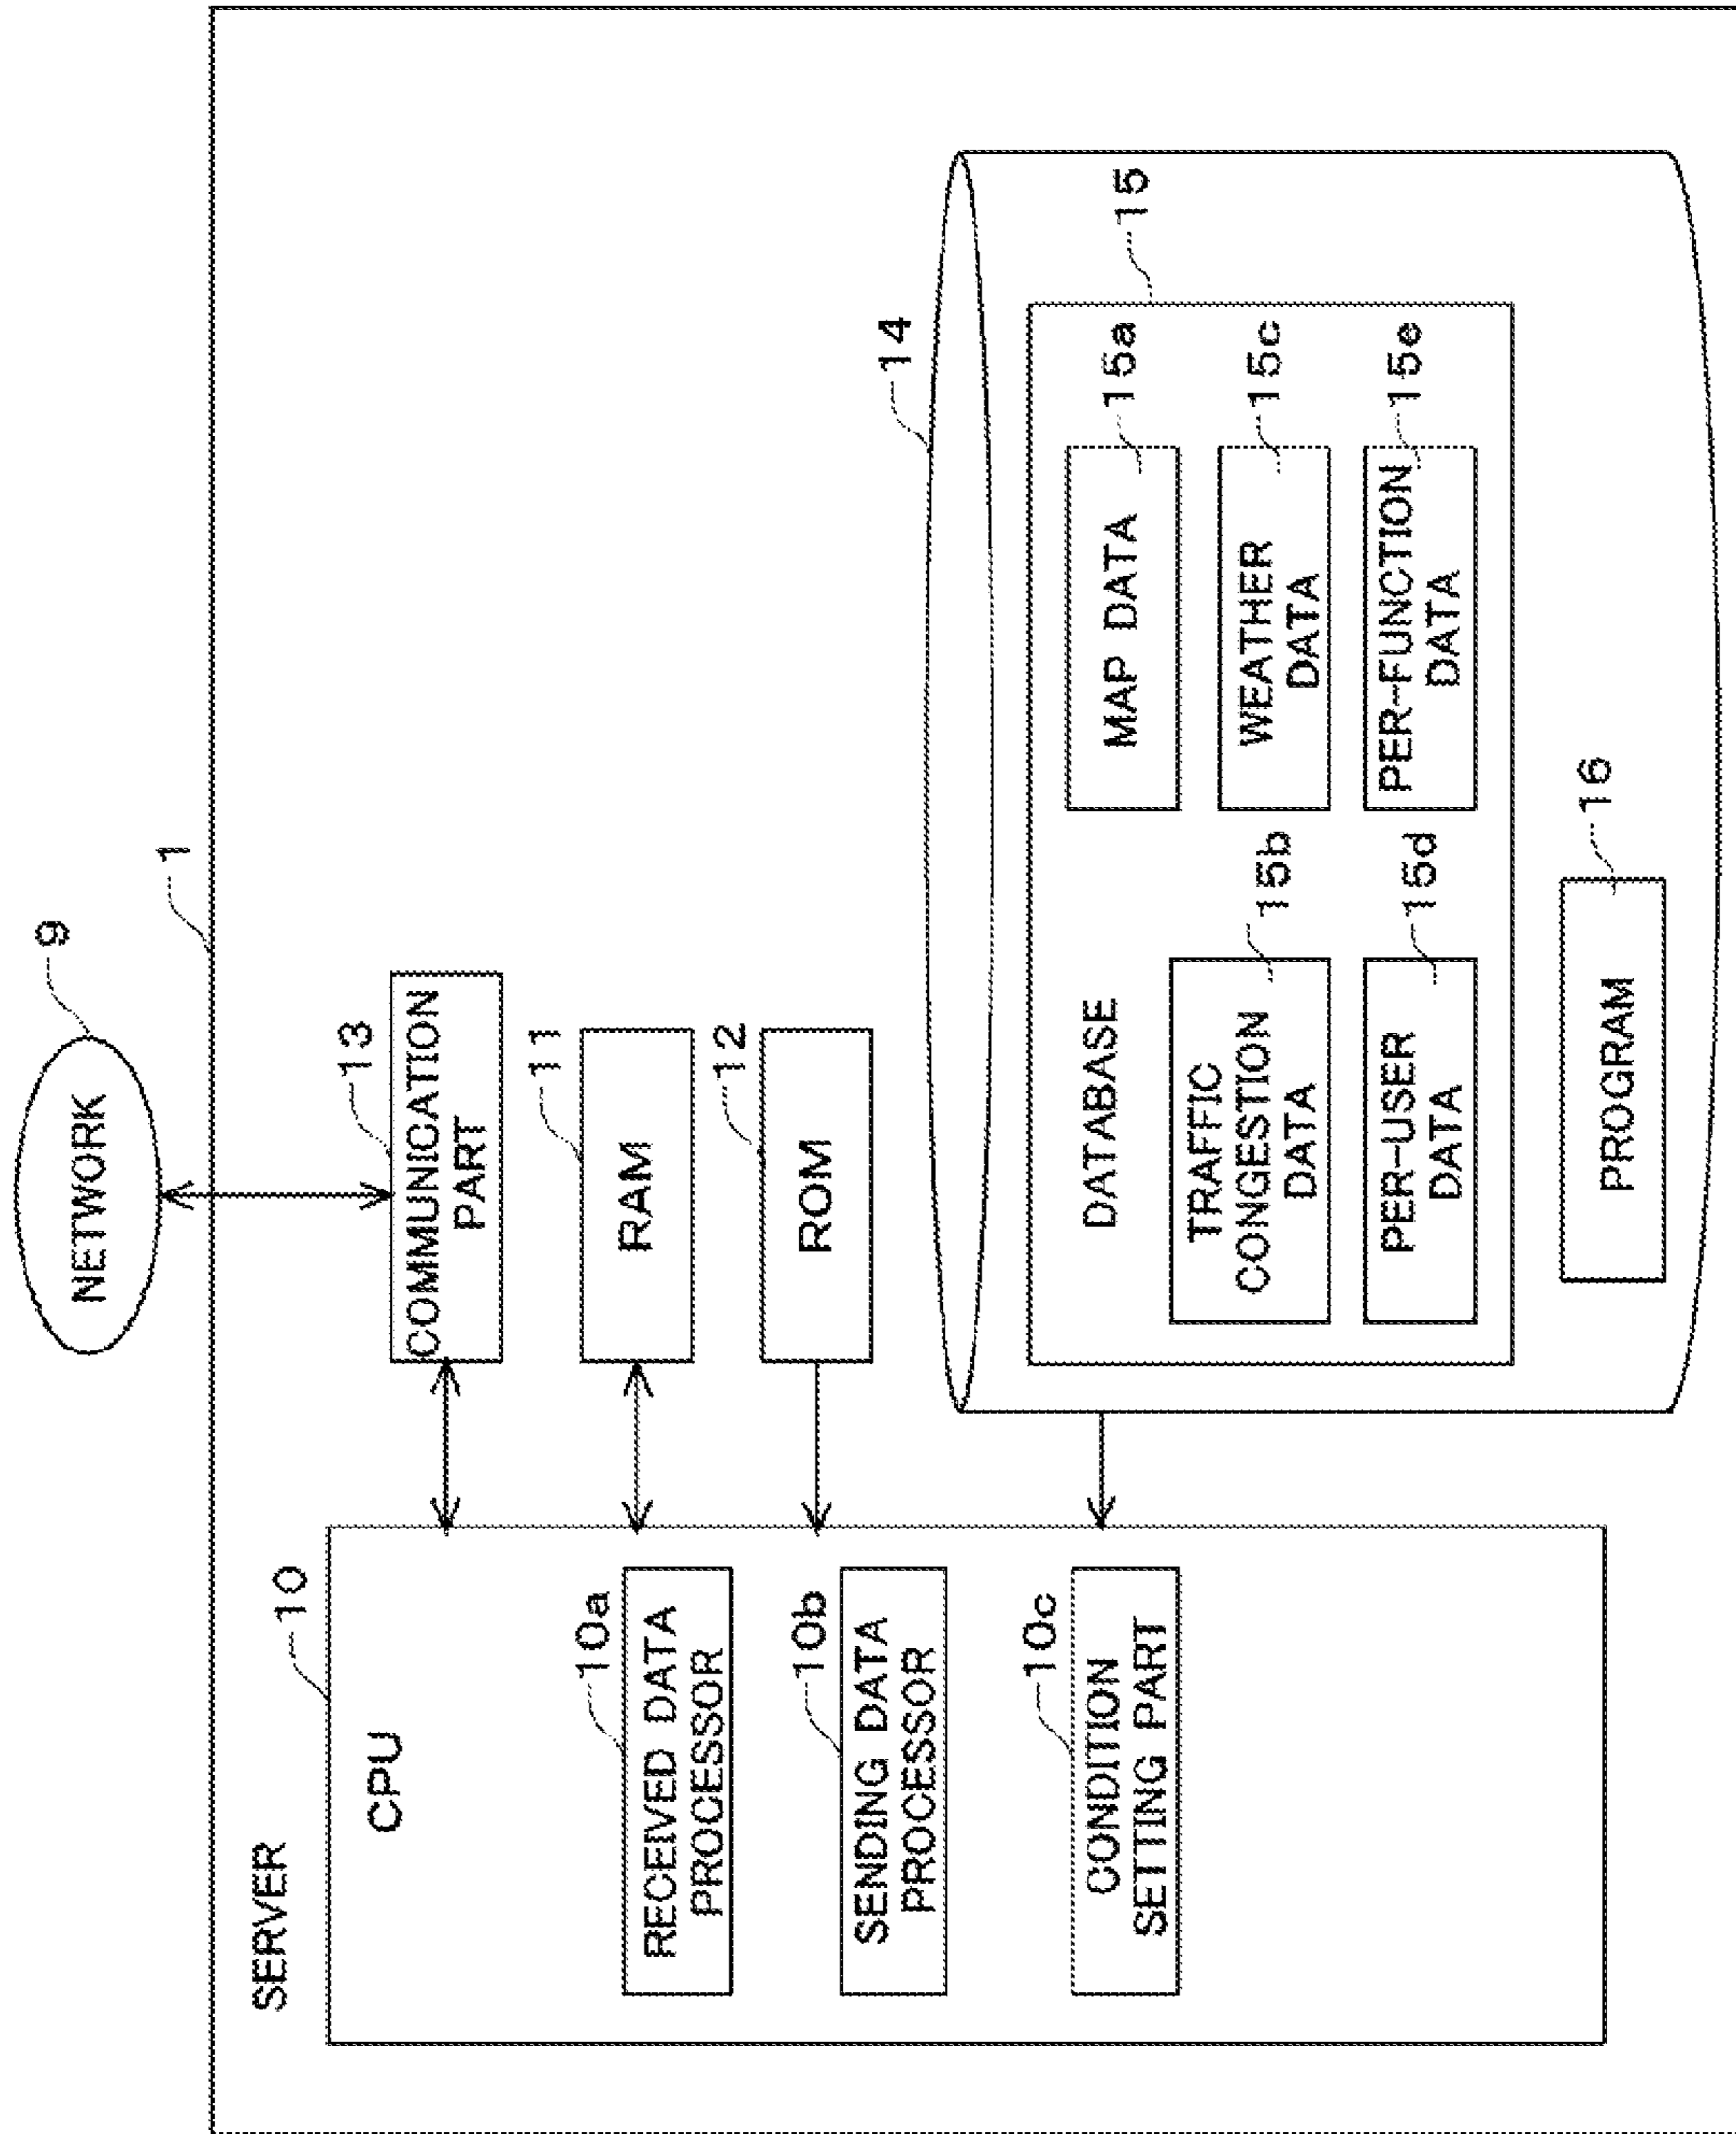 NETWORK
9
1
SERVER
10
CPU
13
COMMUNICATION
PART
11
RAM
12
ROM
10a
RECEIVED DATA
PROCESSOR
10b
SENDING DATA
PROCESSOR
10c
CONDITION
SETTING PART
14
15
DATABASE
MAP DATA
15a
TRAFFIC
CONGESTION
DATA
15b
WEATHER
DATA
15c
PER-USER
DATA
15d
PER-FUNCTION
DATA
15e
PROGRAM
16